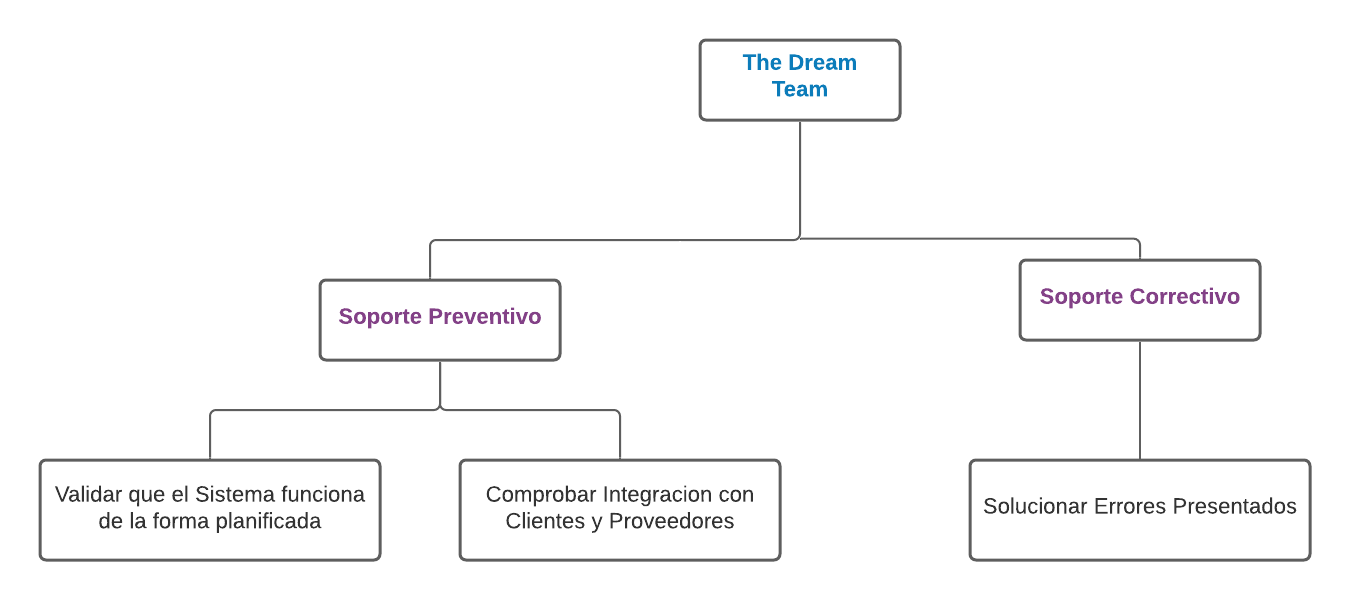 The Dream
Team
Soporte Preventivo
Soporte Correctivo
Validar que el Sistema funciona
de la forma planificada
Comprobar Integracion con
Clientes y Proveedores
Solucionar Errores Presentados